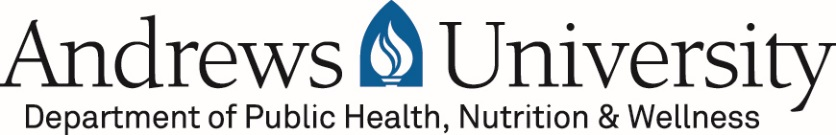 Andrews University
Department of Public Health, Nutrition & Wellness